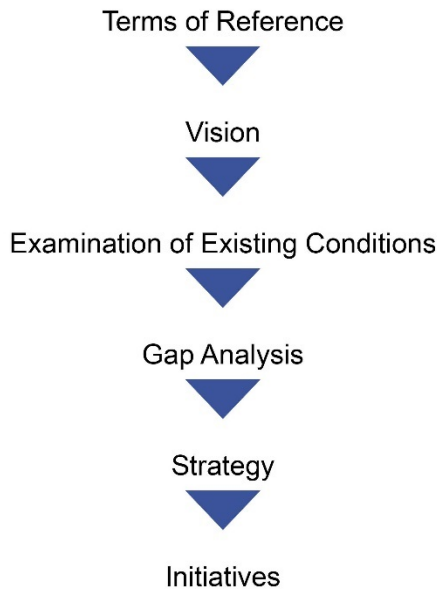 Terms of Reference
Vision
Examination of Existing Conditions
Gap Analysis
Strategy
Initiatives